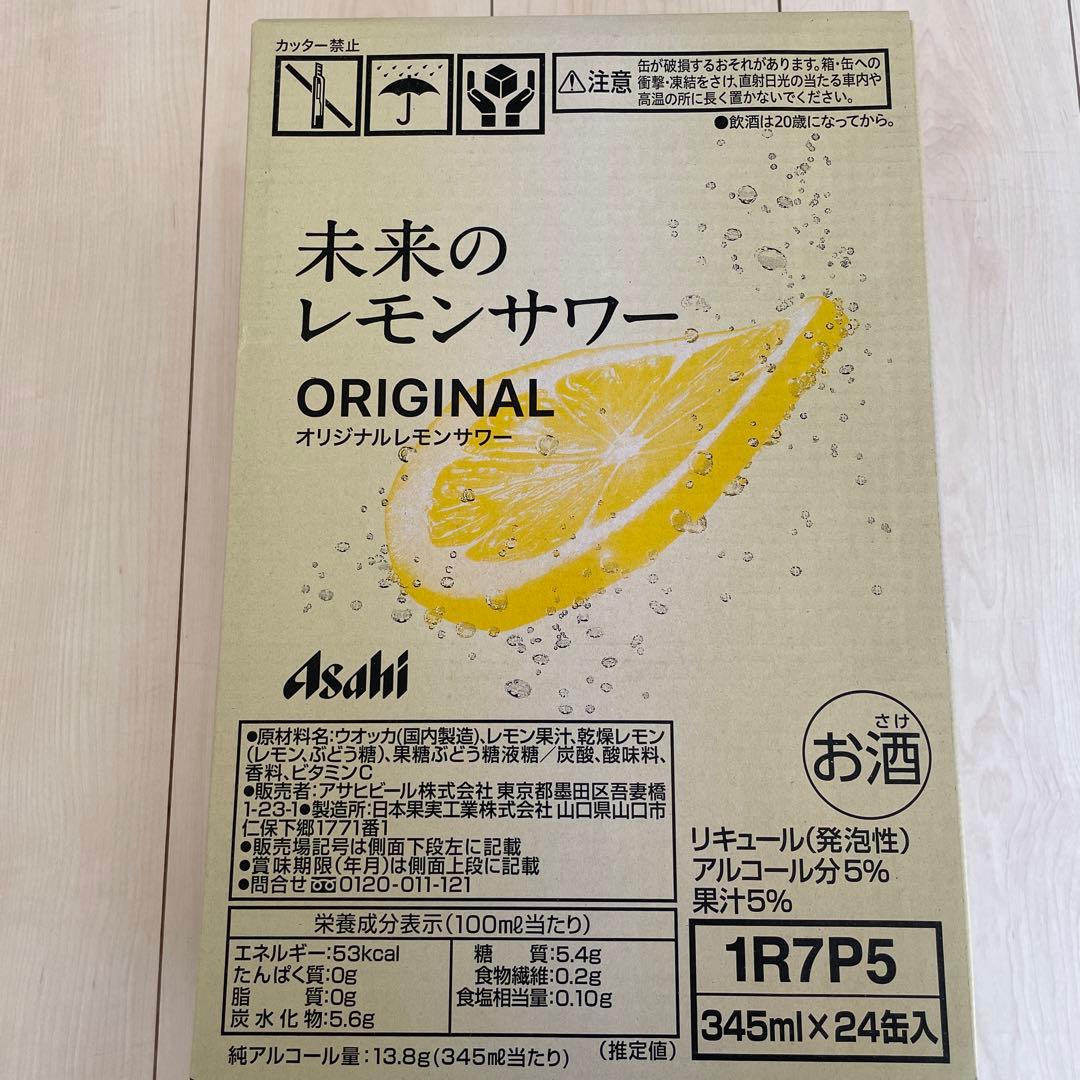 カッター禁止
⚠注意
缶が破損するおそれがあります。箱・缶への
衝撃・凍結をさけ、直射日光の当たる車内や
高温の所に長く置かないでください。
●飲酒は20歳になってから。
未来の
レモンサワー
ORIGINAL
オリジナルレモンサワー
Asahi
●原材料名:ウオッカ(国内製造)、レモン果汁、乾燥レモン
(レモン、ぶどう糖)、果糖ぶどう糖液糖／炭酸、酸味料、
香料、ビタミンC
●販売者:アサヒビール株式会社 東京都墨田区吾妻橋
1-23-1●製造所:日本果実工業株式会社 山口県山口市
仁保下郷1771番1
●販売場記号は側面下段左に記載
●賞味期限(年月)は側面上段に記載
●問合せ 0120-011-121
さけ
お酒
リキュール(発泡性)
アルコール分5%
果汁5%
栄養成分表示(100ml当たり)
エネルギー:53kcal
たんぱく質:0g
脂質:0g
炭水化物:5.6g
糖質:5.4g
食物繊維:0.2g
食塩相当量:0.10g
純アルコール量:13.8g(345ml当たり)
(推定値)
1R7P5
345ml×24缶入